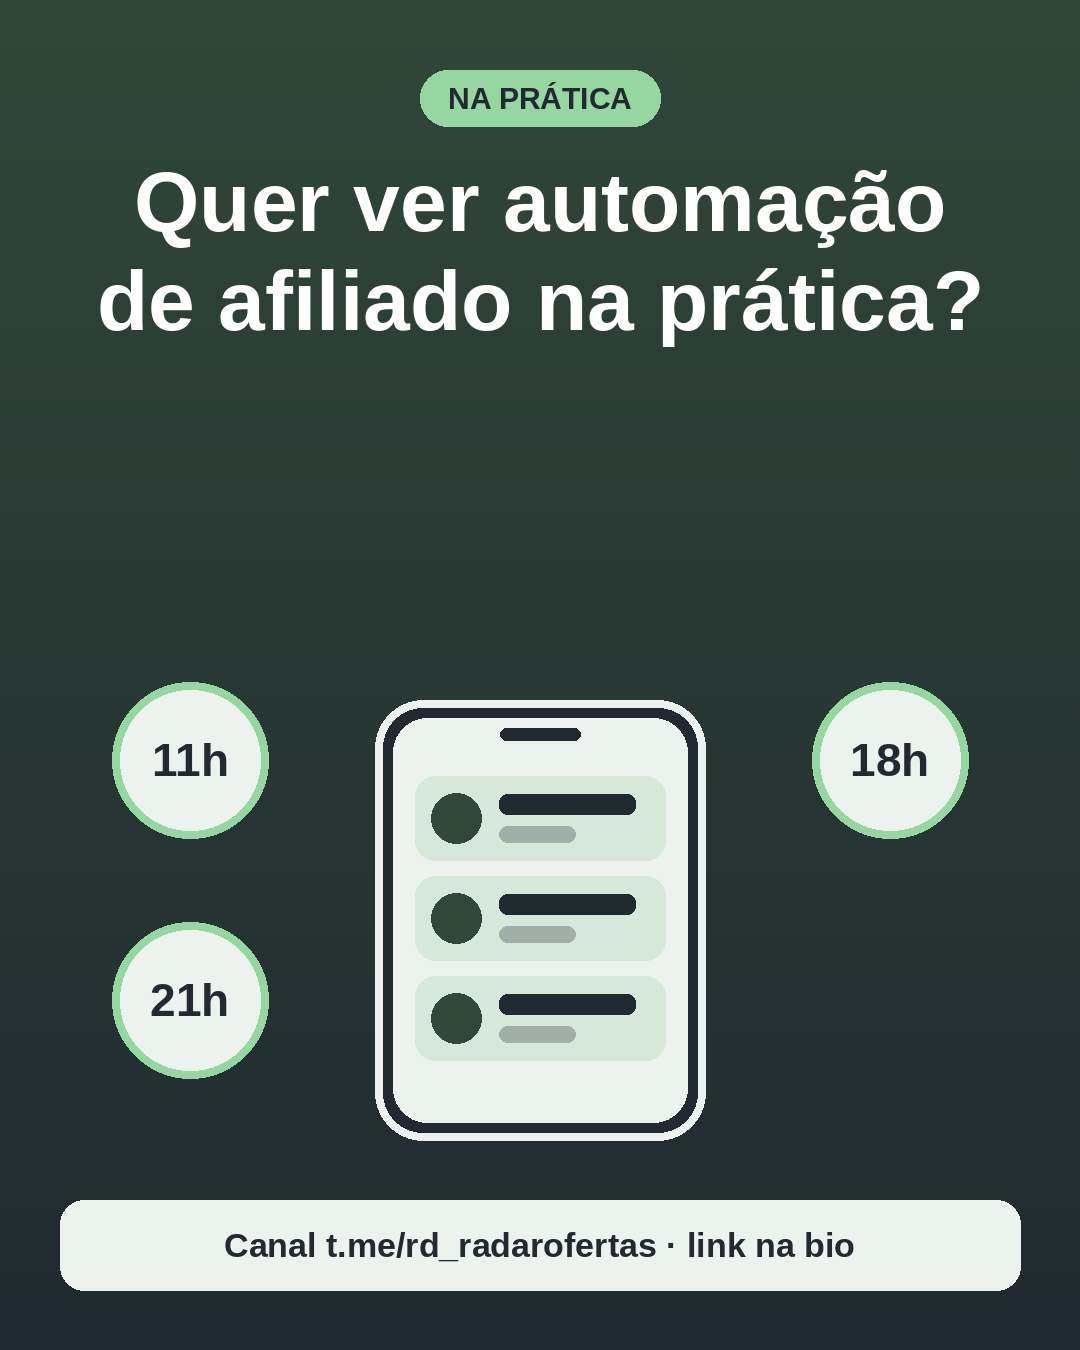 NA PRÁTICA
Quer ver automação
de afiliado na prática?
11h
18h
21h
Canal t.me/rd_radarofertas · link na bio